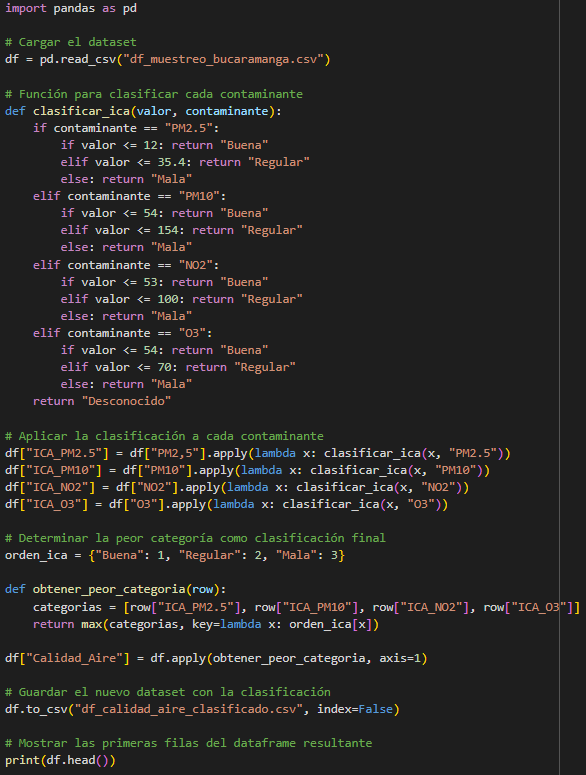 import pandas as pd

# Cargar el dataset
df = pd.read_csv("df_muestreo_bucaramanga.csv")

# Función para clasificar cada contaminante
def clasificar_ica(valor, contaminante):
    if contaminante == "PM2.5":
        if valor <= 12: return "Buena"
        elif valor <= 35.4: return "Regular"
        else: return "Mala"
    elif contaminante == "PM10":
        if valor <= 54: return "Buena"
        elif valor <= 154: return "Regular"
        else: return "Mala"
    elif contaminante == "NO2":
        if valor <= 53: return "Buena"
        elif valor <= 100: return "Regular"
        else: return "Mala"
    elif contaminante == "O3":
        if valor <= 54: return "Buena"
        elif valor <= 70: return "Regular"
        else: return "Mala"
    return "Desconocido"

# Aplicar la clasificación a cada contaminante
df["ICA_PM2.5"] = df["PM2,5"].apply(lambda x: clasificar_ica(x, "PM2.5"))
df["ICA_PM10"] = df["PM10"].apply(lambda x: clasificar_ica(x, "PM10"))
df["ICA_NO2"] = df["NO2"].apply(lambda x: clasificar_ica(x, "NO2"))
df["ICA_O3"] = df["O3"].apply(lambda x: clasificar_ica(x, "O3"))

# Determinar la peor categoría como clasificación final
orden_ica = {"Buena": 1, "Regular": 2, "Mala": 3}

def obtener_peor_categoria(row):
    categorias = [row["ICA_PM2.5"], row["ICA_PM10"], row["ICA_NO2"], row["ICA_O3"]]
    return max(categorias, key=lambda x: orden_ica[x])

df["Calidad_Aire"] = df.apply(obtener_peor_categoria, axis=1)

# Guardar el nuevo dataset con la clasificación
df.to_csv("df_calidad_aire_clasificado.csv", index=False)

# Mostrar las primeras filas del dataframe resultante
print(df.head())